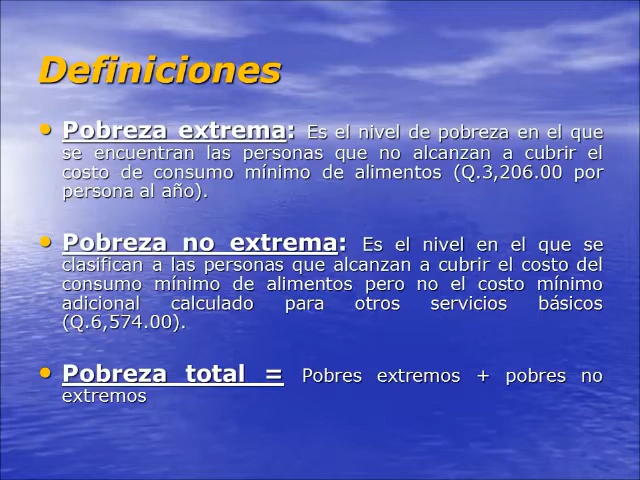 Definiciones
• Pobreza extrema: Es el nivel de pobreza en el que
se encuentran las personas que no alcanzan a cubrir el
costo de consumo mínimo de alimentos (Q.3,206.00 por
persona al año).
• Pobreza no extrema: Es el nivel en el que se
clasifican a las personas que alcanzan a cubrir el costo del
consumo mínimo de alimentos pero no el costo mínimo
adicional calculado para otros servicios básicos
(Q.6,574.00).
• Pobreza total = Pobres extremos + pobres no
extremos